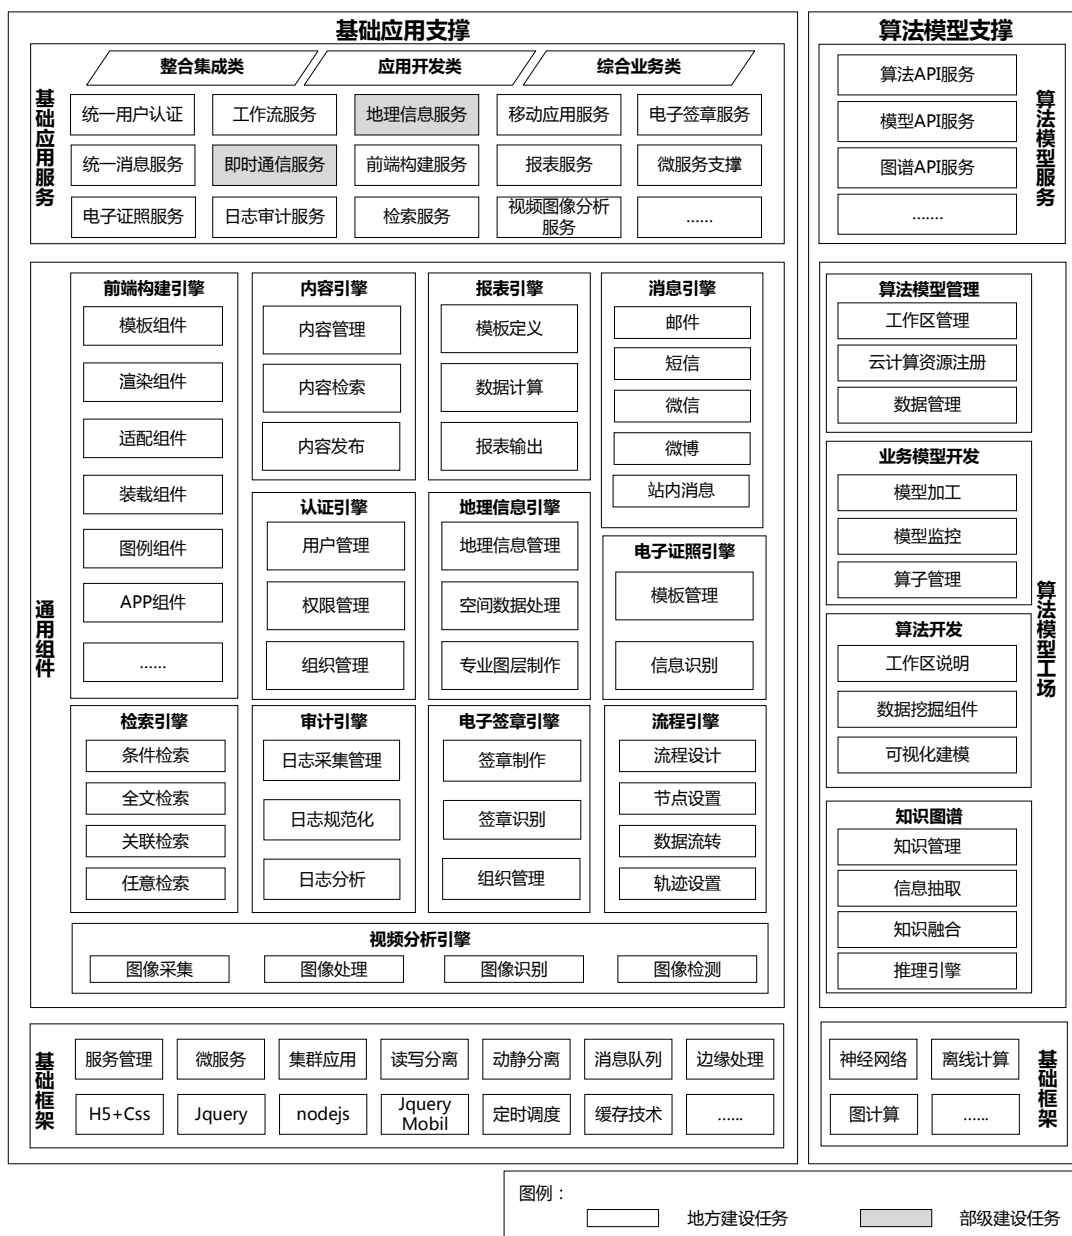 基础应用支撑
基础应用服务
整合集成类
应用开发类
综合业务类
统一用户认证
工作流服务
地理信息服务
移动应用服务
电子签章服务
统一消息服务
即时通信服务
前端构建服务
报表服务
微服务支撑
电子证照服务
日志审计服务
检索服务
视频图像分析
服务
......
通用组件
前端构建引擎
模板组件
渲染组件
适配组件
装载组件
图例组件
APP组件
......
内容引擎
内容管理
内容检索
内容发布
报表引擎
模板定义
数据计算
报表输出
消息引擎
邮件
短信
微信
微博
站内消息
认证引擎
用户管理
权限管理
组织管理
地理信息引擎
地理信息管理
空间数据处理
专业图层制作
电子证照引擎
模板管理
信息识别
检索引擎
条件检索
全文检索
关联检索
任意检索
审计引擎
日志采集管理
日志规范化
日志分析
电子签章引擎
签章制作
签章识别
组织管理
流程引擎
流程设计
节点设置
数据流转
轨迹设置
视频分析引擎
图像采集
图像处理
图像识别
图像检测
基础框架
服务管理
微服务
集群应用
读写分离
动静分离
消息队列
边缘处理
H5+Css
Jquery
nodejs
Jquery
Mobil
定时调度
缓存技术
......
算法模型支撑
算法API服务
模型API服务
图谱API服务
.......
算法模型服务
算法模型管理
工作区管理
云计算资源注册
数据管理
业务模型开发
模型加工
模型监控
算子管理
算法开发
工作区说明
数据挖掘组件
可视化建模
知识图谱
知识管理
信息抽取
知识融合
推理引擎
算法模型工场
神经网络
离线计算
图计算
......
基础框架
图例：
地方建设任务
部级建设任务